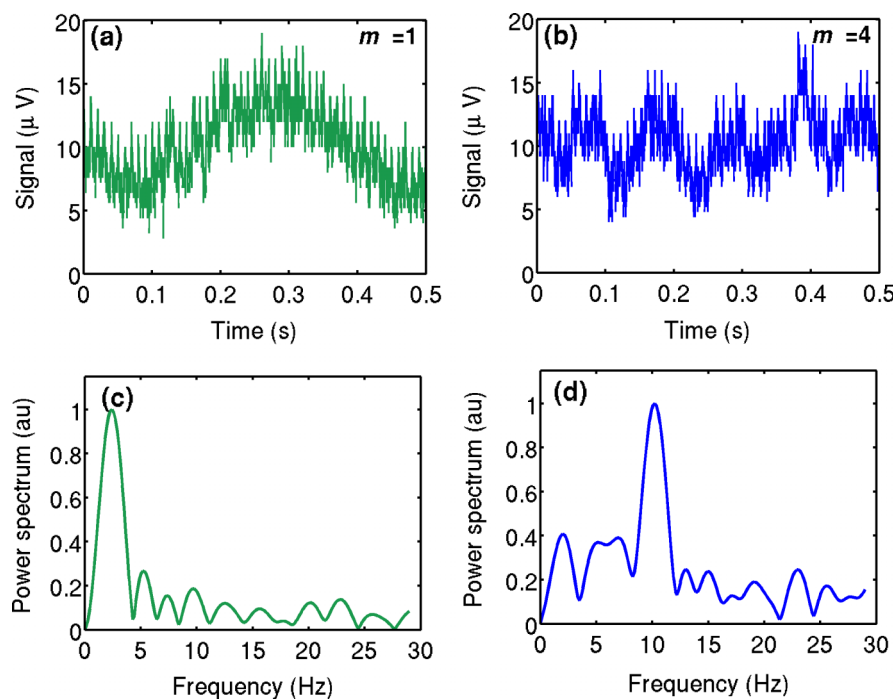 (a) m =1
20
15
10
5
0
0 0.1 0.2 0.3 0.4 0.5
Signal (μ V)
Time (s)
(b) m =4
20
15
10
5
0
0 0.1 0.2 0.3 0.4 0.5
Signal (μ V)
Time (s)
(c)
1
0.8
0.6
0.4
0.2
0
0 5 10 15 20 25 30
Power spectrum (au)
Frequency (Hz)
(d)
1
0.8
0.6
0.4
0.2
0
0 5 10 15 20 25 30
Power spectrum (au)
Frequency (Hz)